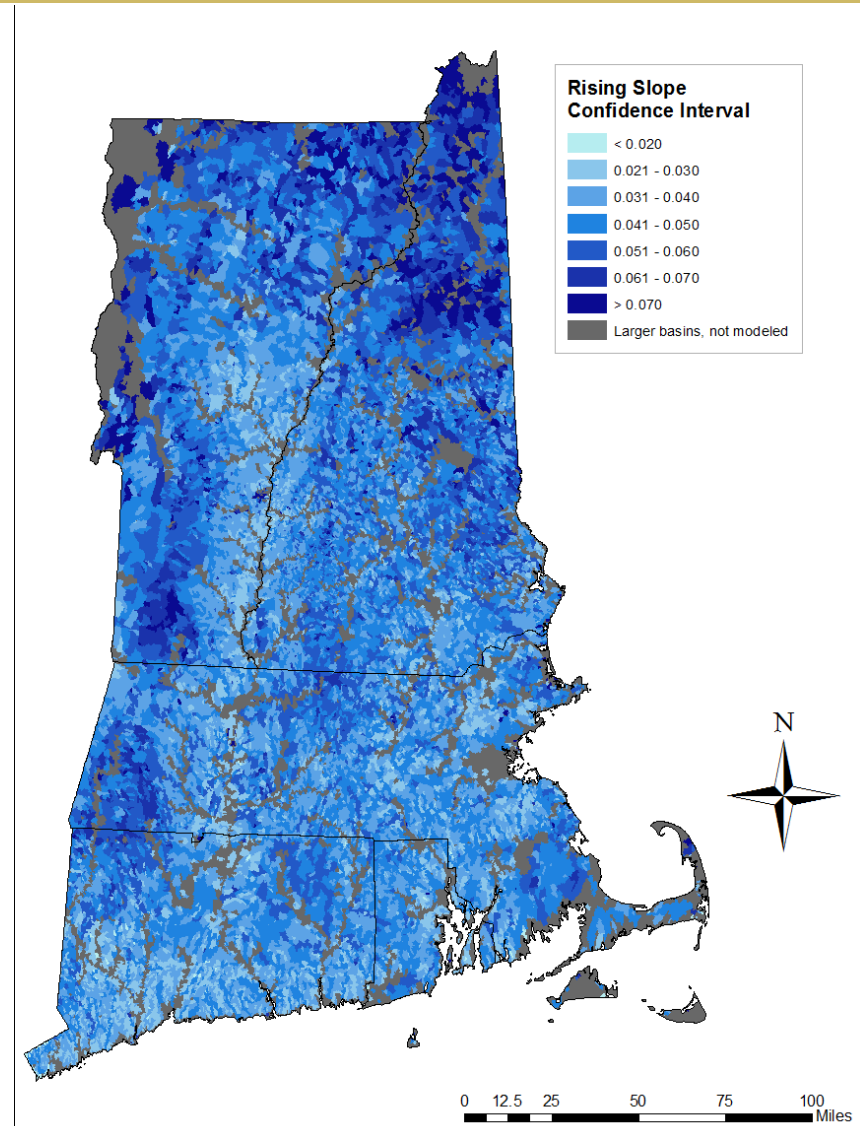 Rising Slope
Confidence Interval
< 0.020
0.021 - 0.030
0.031 - 0.040
0.041 - 0.050
0.051 - 0.060
0.061 - 0.070
> 0.070
Larger basins, not modeled
N
0 12.5 25 50 75 100
Miles